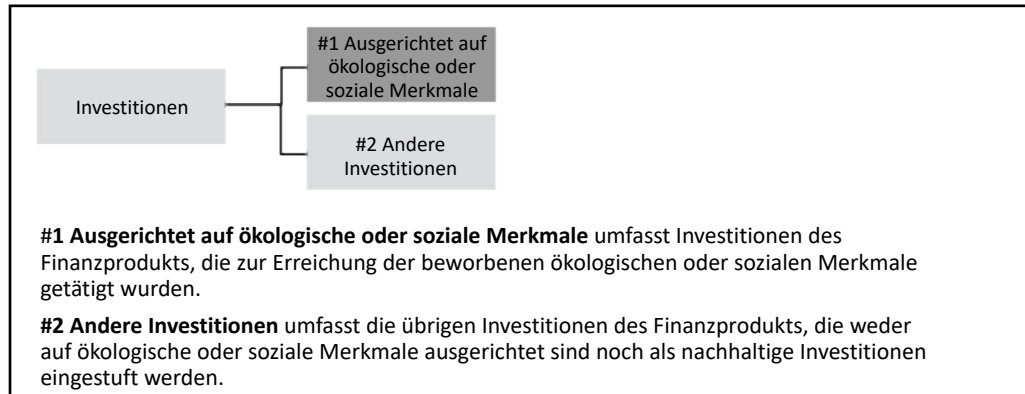 #1 Ausgerichtet auf
ökologische oder
soziale Merkmale
Investitionen
#2 Andere
Investitionen
#1 Ausgerichtet auf ökologische oder soziale Merkmale umfasst Investitionen des
Finanzprodukts, die zur Erreichung der beworbenen ökologischen oder sozialen Merkmale
getätigt wurden.
#2 Andere Investitionen umfasst die übrigen Investitionen des Finanzprodukts, die weder
auf ökologische oder soziale Merkmale ausgerichtet sind noch als nachhaltige Investitionen
eingestuft werden.